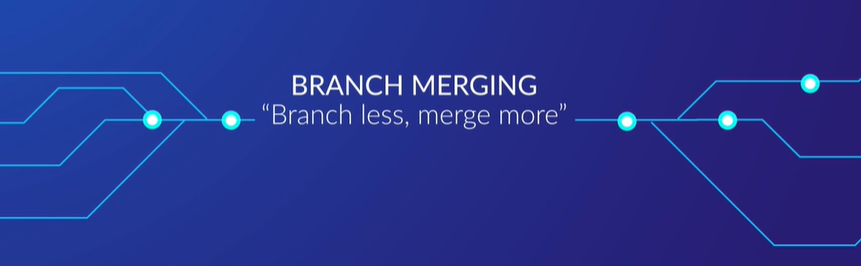 BRANCH MERGING
“Branch less, merge more”